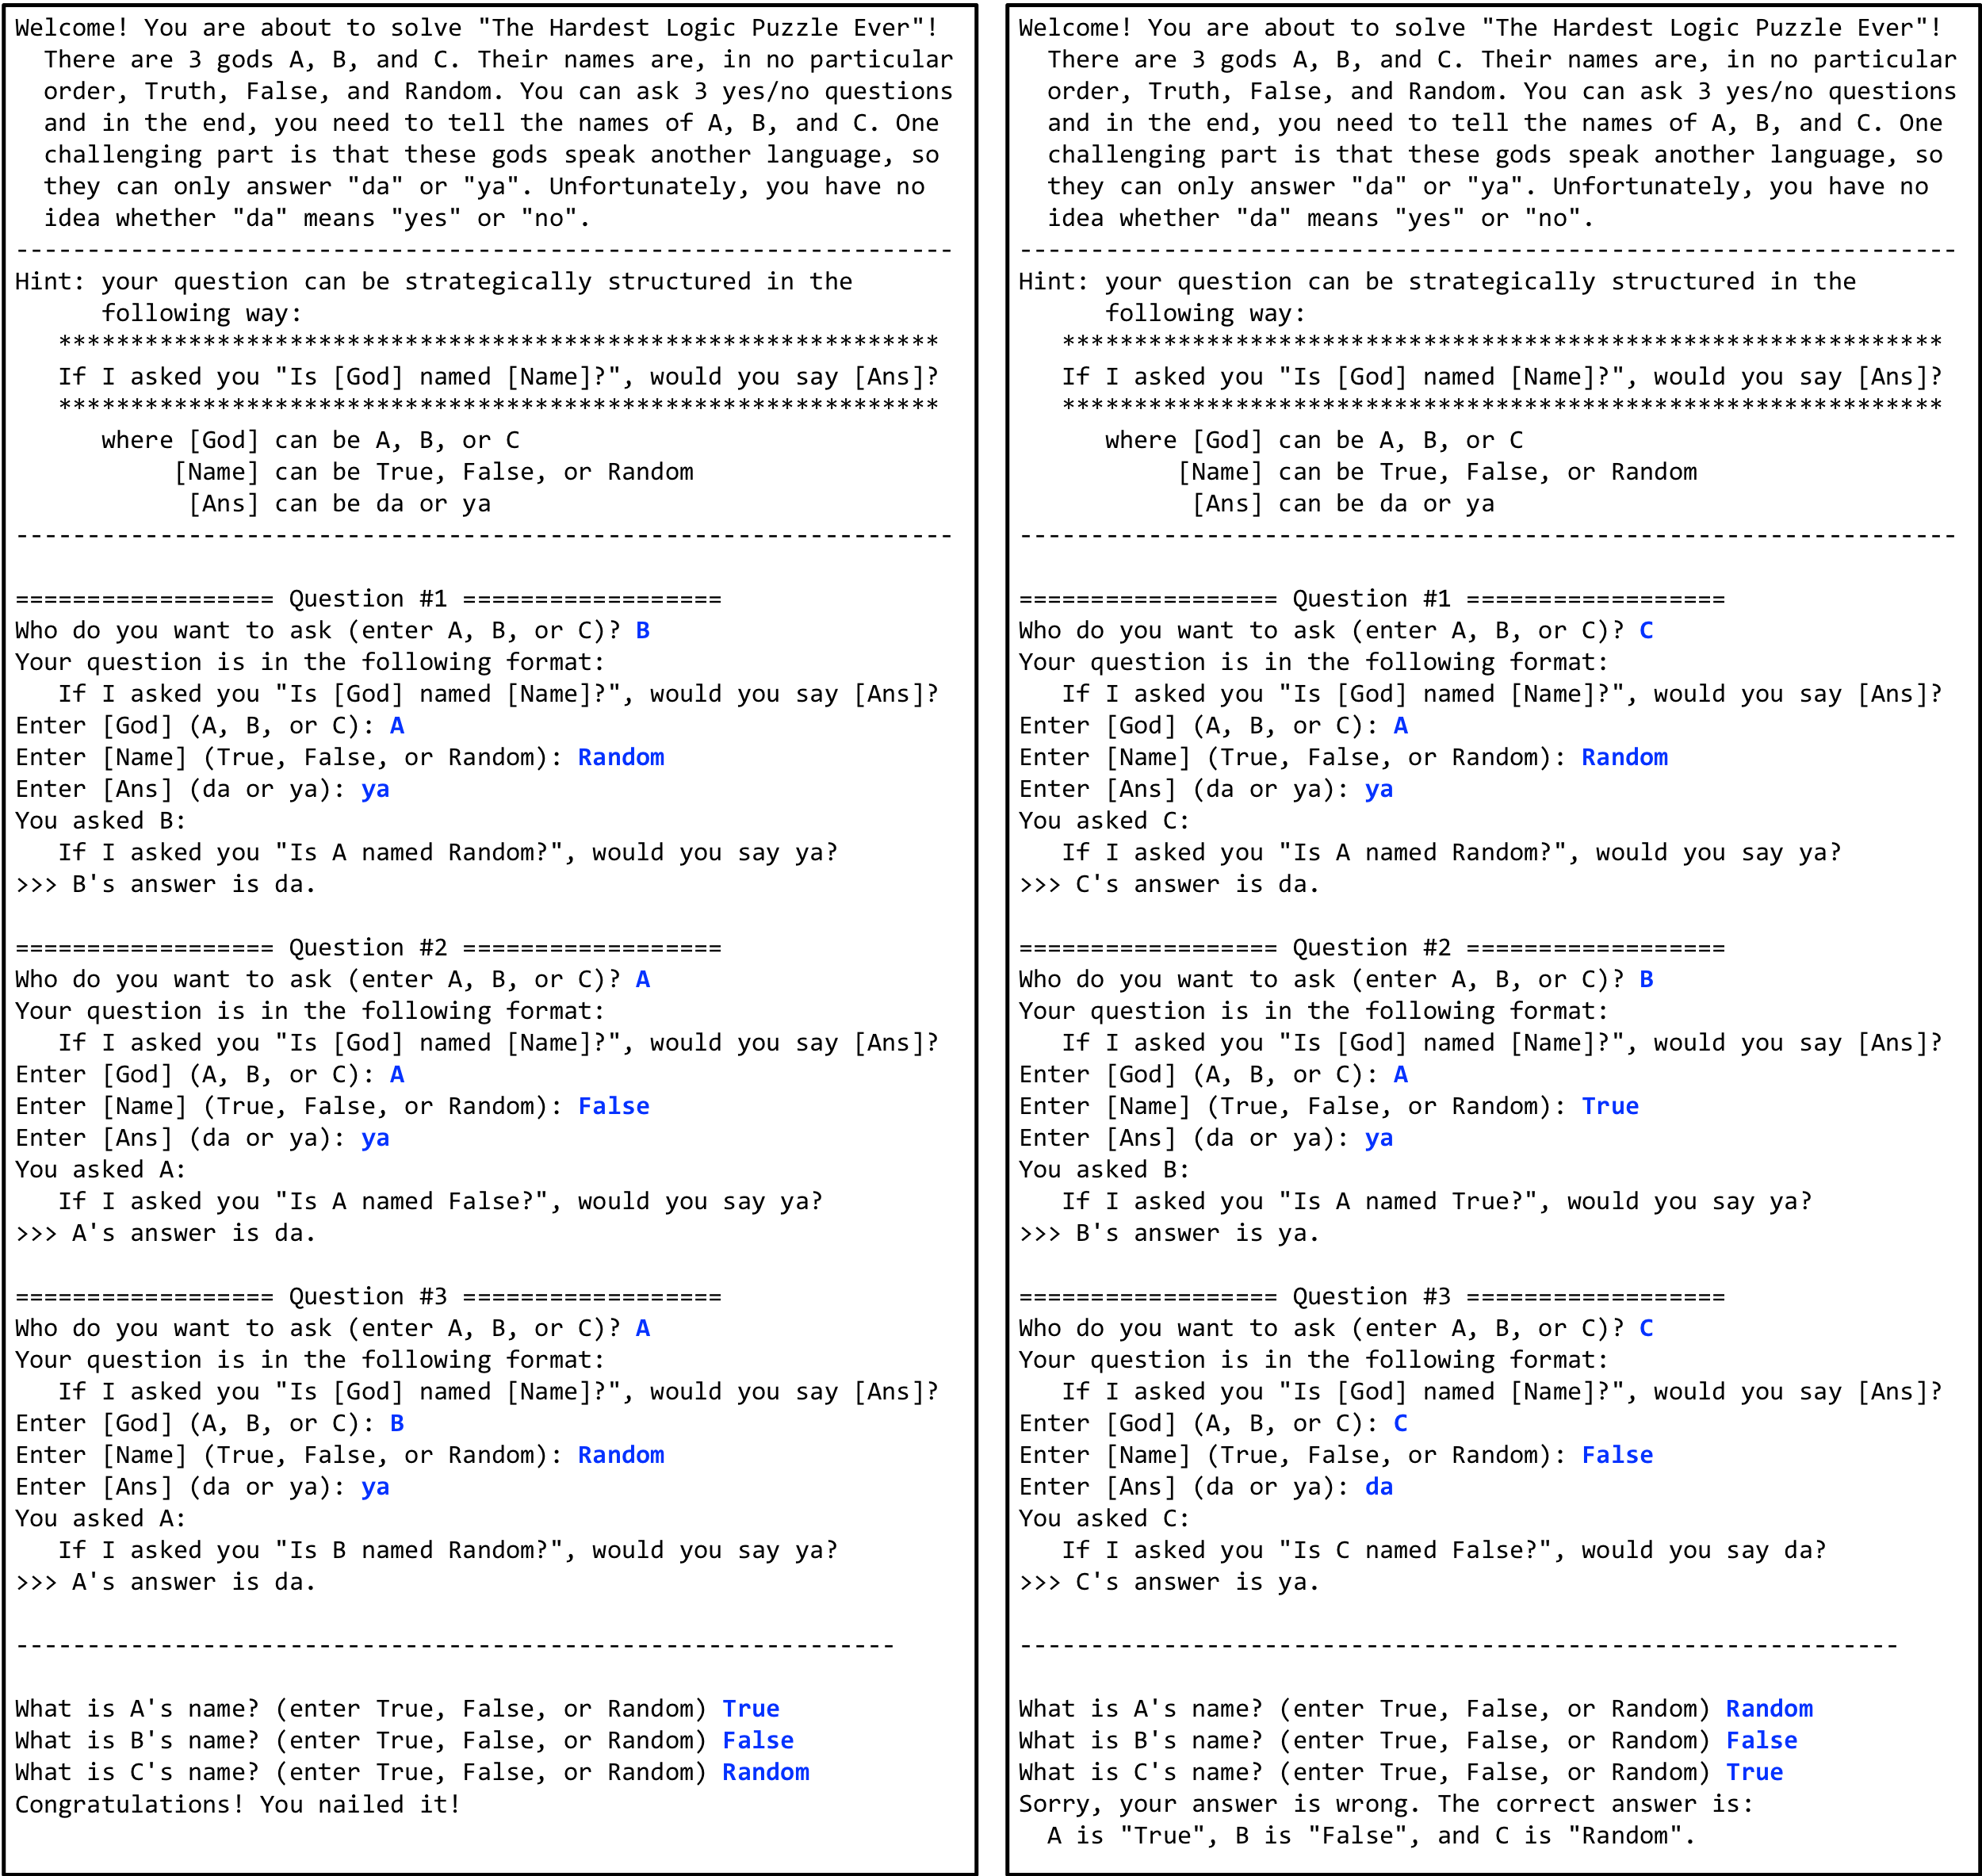 Welcome! You are about to solve "The Hardest Logic Puzzle Ever"!
  There are 3 gods A, B, and C. Their names are, in no particular
  order, Truth, False, and Random. You can ask 3 yes/no questions
  and in the end, you need to tell the names of A, B, and C. One
  challenging part is that these gods speak another language, so
  they can only answer "da" or "ya". Unfortunately, you have no
  idea whether "da" means "yes" or "no".
-----------------------------------------------------------------
Hint: your question can be strategically structured in the
      following way:
   *************************************************************
   If I asked you "Is [God] named [Name]?", would you say [Ans]?
   *************************************************************
      where [God] can be A, B, or C
           [Name] can be True, False, or Random
            [Ans] can be da or ya
-----------------------------------------------------------------

================== Question #1 ==================
Who do you want to ask (enter A, B, or C)? B
Your question is in the following format:
   If I asked you "Is [God] named [Name]?", would you say [Ans]?
Enter [God] (A, B, or C): A
Enter [Name] (True, False, or Random): Random
Enter [Ans] (da or ya): ya
You asked B:
   If I asked you "Is A named Random?", would you say ya?
>>> B's answer is da.

================== Question #2 ==================
Who do you want to ask (enter A, B, or C)? A
Your question is in the following format:
   If I asked you "Is [God] named [Name]?", would you say [Ans]?
Enter [God] (A, B, or C): A
Enter [Name] (True, False, or Random): False
Enter [Ans] (da or ya): ya
You asked A:
   If I asked you "Is A named False?", would you say ya?
>>> A's answer is da.

================== Question #3 ==================
Who do you want to ask (enter A, B, or C)? A
Your question is in the following format:
   If I asked you "Is [God] named [Name]?", would you say [Ans]?
Enter [God] (A, B, or C): B
Enter [Name] (True, False, or Random): Random
Enter [Ans] (da or ya): ya
You asked A:
   If I asked you "Is B named Random?", would you say ya?
>>> A's answer is da.

-------------------------------------------------------------

What is A's name? (enter True, False, or Random) True
What is B's name? (enter True, False, or Random) False
What is C's name? (enter True, False, or Random) Random
Congratulations! You nailed it!

Welcome! You are about to solve "The Hardest Logic Puzzle Ever"!
  There are 3 gods A, B, and C. Their names are, in no particular
  order, Truth, False, and Random. You can ask 3 yes/no questions
  and in the end, you need to tell the names of A, B, and C. One
  challenging part is that these gods speak another language, so
  they can only answer "da" or "ya". Unfortunately, you have no
  idea whether "da" means "yes" or "no".
-----------------------------------------------------------------
Hint: your question can be strategically structured in the
      following way:
   *************************************************************
   If I asked you "Is [God] named [Name]?", would you say [Ans]?
   *************************************************************
      where [God] can be A, B, or C
           [Name] can be True, False, or Random
            [Ans] can be da or ya
-----------------------------------------------------------------

================== Question #1 ==================
Who do you want to ask (enter A, B, or C)? C
Your question is in the following format:
   If I asked you "Is [God] named [Name]?", would you say [Ans]?
Enter [God] (A, B, or C): A
Enter [Name] (True, False, or Random): Random
Enter [Ans] (da or ya): ya
You asked C:
   If I asked you "Is A named Random?", would you say ya?
>>> C's answer is da.

================== Question #2 ==================
Who do you want to ask (enter A, B, or C)? B
Your question is in the following format:
   If I asked you "Is [God] named [Name]?", would you say [Ans]?
Enter [God] (A, B, or C): A
Enter [Name] (True, False, or Random): True
Enter [Ans] (da or ya): ya
You asked B:
   If I asked you "Is A named True?", would you say ya?
>>> B's answer is ya.

================== Question #3 ==================
Who do you want to ask (enter A, B, or C)? C
Your question is in the following format:
   If I asked you "Is [God] named [Name]?", would you say [Ans]?
Enter [God] (A, B, or C): C
Enter [Name] (True, False, or Random): False
Enter [Ans] (da or ya): da
You asked C:
   If I asked you "Is C named False?", would you say da?
>>> C's answer is ya.

-------------------------------------------------------------

What is A's name? (enter True, False, or Random) Random
What is B's name? (enter True, False, or Random) False
What is C's name? (enter True, False, or Random) True
Sorry, your answer is wrong. The correct answer is:
  A is "True", B is "False", and C is "Random".